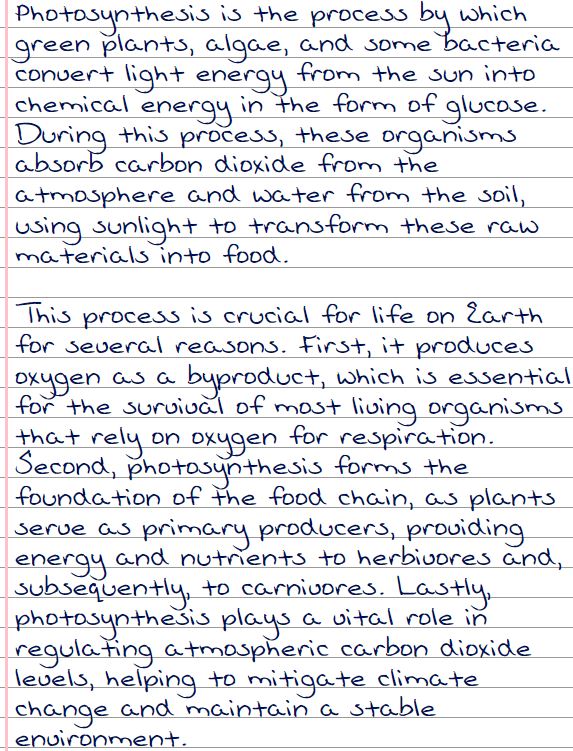 Photosynthesis is the process by which
green plants, algae, and some bacteria
convert light energy from the sun into
chemical energy in the form of glucose.
During this process, these organisms
absorb carbon dioxide from the
atmosphere and water from the soil,
using sunlight to transform these raw
materials into food.

This process is crucial for life on Earth
for several reasons. First, it produces
oxygen as a byproduct, which is essential
for the survival of most living organisms
that rely on oxygen for respiration.
Second, photosynthesis forms the
foundation of the food chain, as plants
serve as primary producers, providing
energy and nutrients to herbivores and,
subsequently, to carnivores. Lastly,
photosynthesis plays a vital role in
regulating atmospheric carbon dioxide
levels, helping to mitigate climate
change and maintain a stable
environment.